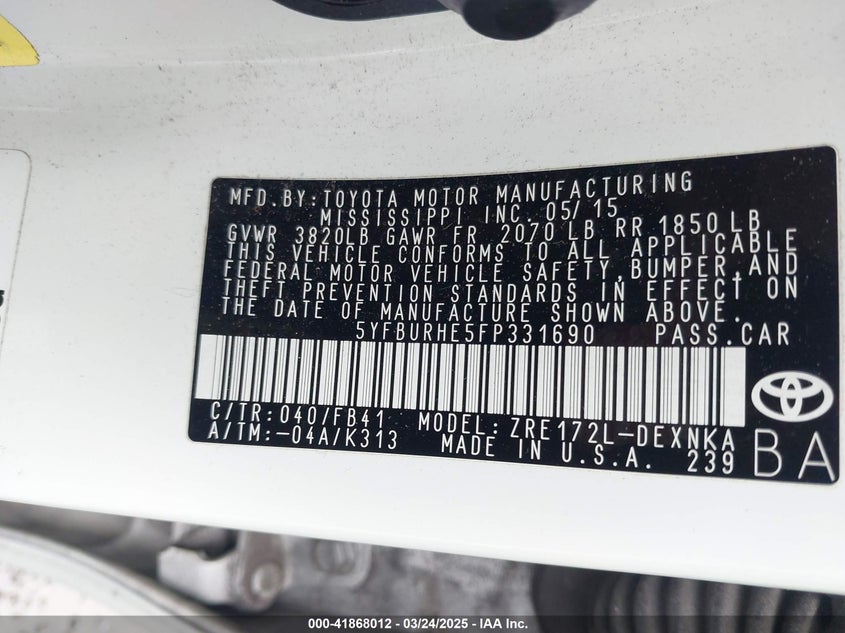 MFD. BY: TOYOTA MOTOR MANUFACTURING
MISSISSIPPI INC. 05/15
GVWR 3820LB GAWR FR 2070 LB RR 1850 LB
THIS VEHICLE CONFORMS TO ALL APPLICABLE
FEDERAL MOTOR VEHICLE SAFETY, BUMPER, AND
THEFT PREVENTION STANDARDS IN EFFECT ON
THE DATE OF MANUFACTURE SHOWN ABOVE.
5YFBURHE5FP331690 PASS. CAR
C/TR: 040/FB41 MODEL: ZRE172L-DEXNKA
A/TM: -04A/K313 MADE IN U.S.A. 239 BA
000-41868012 — 03/24/2025 — IAA Inc.